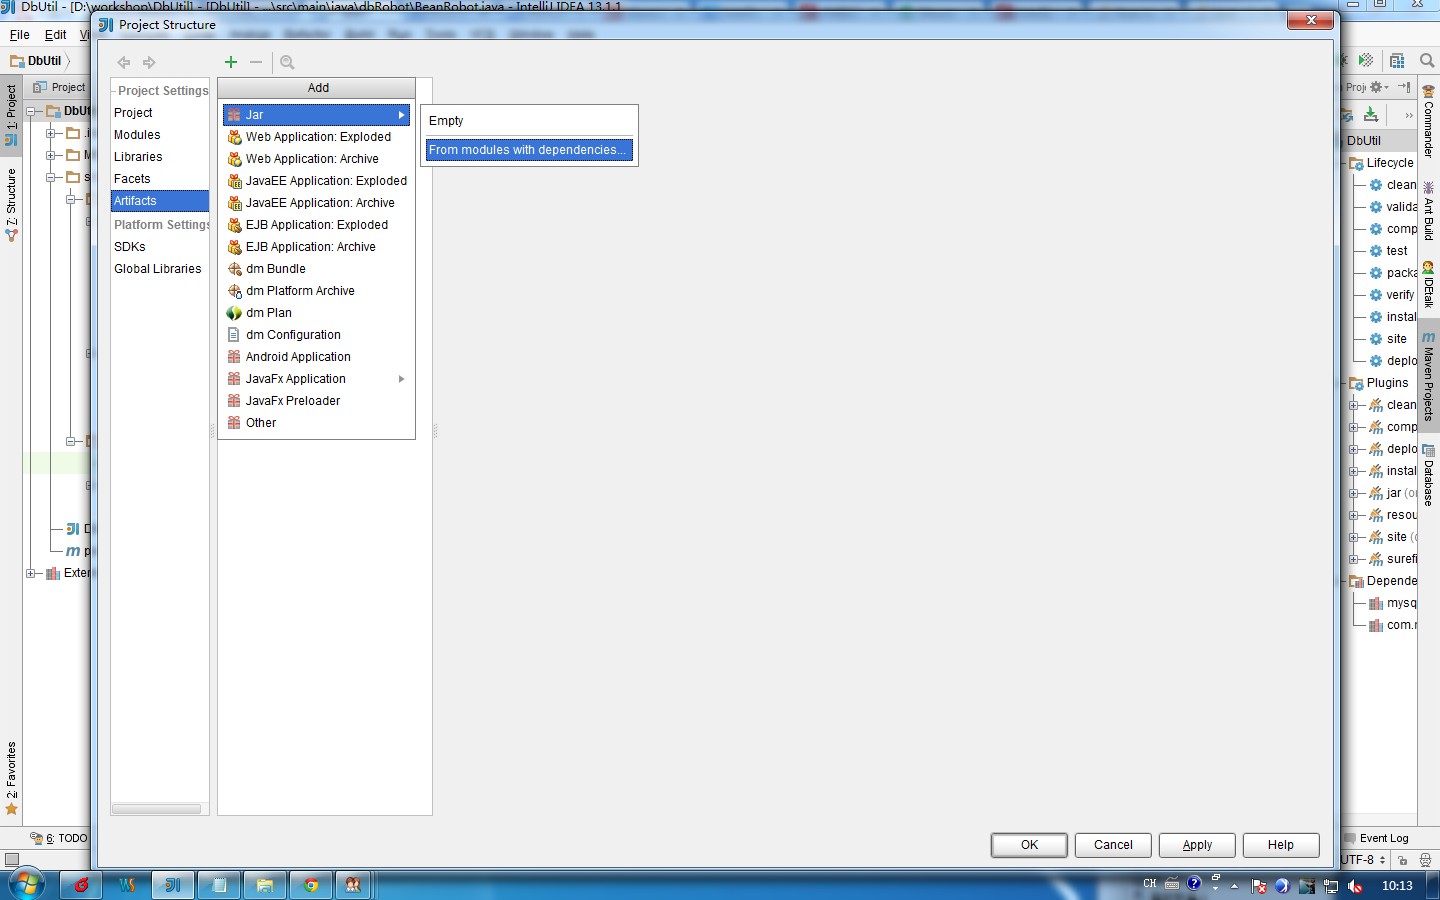 DbUtil - [D:\workshop\DbUtil] - [DbUtil] - ...\src\main\java\dbRobot\BeanRobot.java - IntelliJ IDEA 13.1.1
Project Structure
File Edit
DbUtil
Project
1: Project
7: Structure
2: Favorites
Project Settings
Project
Modules
Libraries
Facets
Artifacts
Platform Settings
SDKs
Global Libraries
Add
Jar
Web Application: Exploded
Web Application: Archive
JavaEE Application: Exploded
JavaEE Application: Archive
EJB Application: Exploded
EJB Application: Archive
dm Bundle
dm Platform Archive
dm Plan
dm Configuration
Android Application
JavaFx Application
JavaFx Preloader
Other
Empty
From modules with dependencies...
OK Cancel Apply Help
DbUtil
Lifecycle
clean
valida
comp
test
packa
verify
instal
site
deplo
Plugins
clean
comp
deplo
instal
jar
resou
site
surefi
Depende
mysq
Commander
Ant Build
IDEtalk
Maven Projects
Database
6: TODO
Event Log
UTF-8
CH
10:13